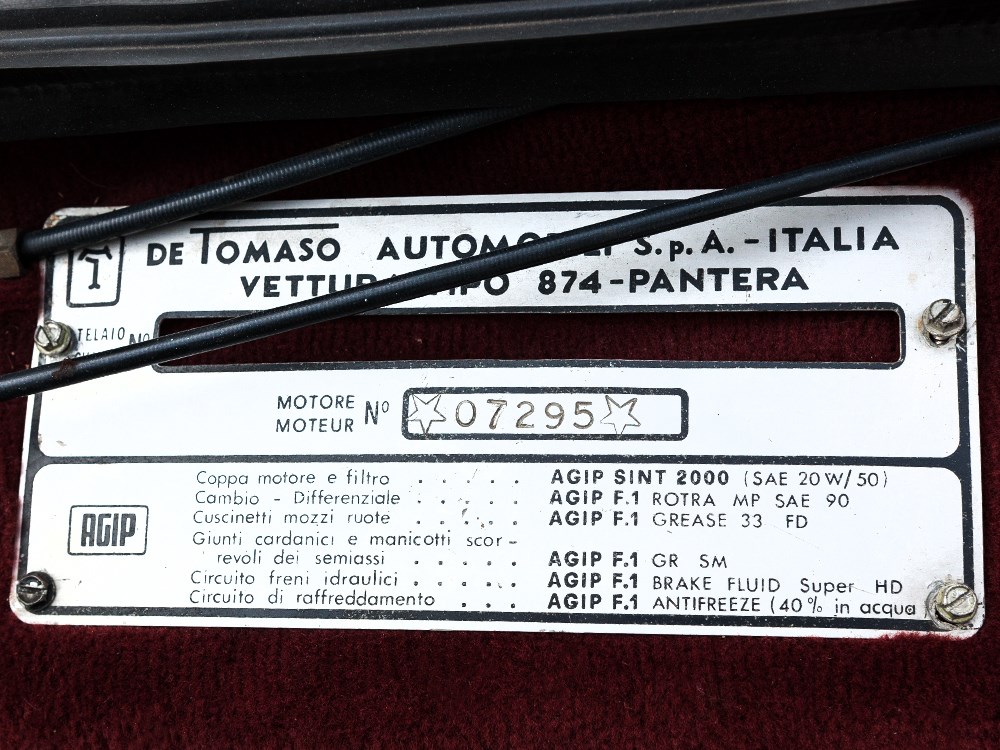 DE TOMASO AUTOMOBILI S.p.A. - ITALIA
874 - PANTERA
TELAIO Nº
MOTORE
MOTEUR Nº ☆07295☆
Coppa motore e filtro . . . . . AGIP SINT 2000 (SAE 20W/50)
Cambio - Differenziale . . . . . AGIP F.1 ROTRA MP SAE 90
Cuscinetti mozzi ruote . . . . . AGIP F.1 GREASE 33 FD
AGIP
Giunti cardanici e manicotti scor-
revoli dei semiassi . . . . . AGIP F.1 GR SM
Circuito freni idraulici . . . . . AGIP F.1 BRAKE FLUID Super HD
Circuito di raffreddamento . . . AGIP F.1 ANTIFREEZE (40% in acqua